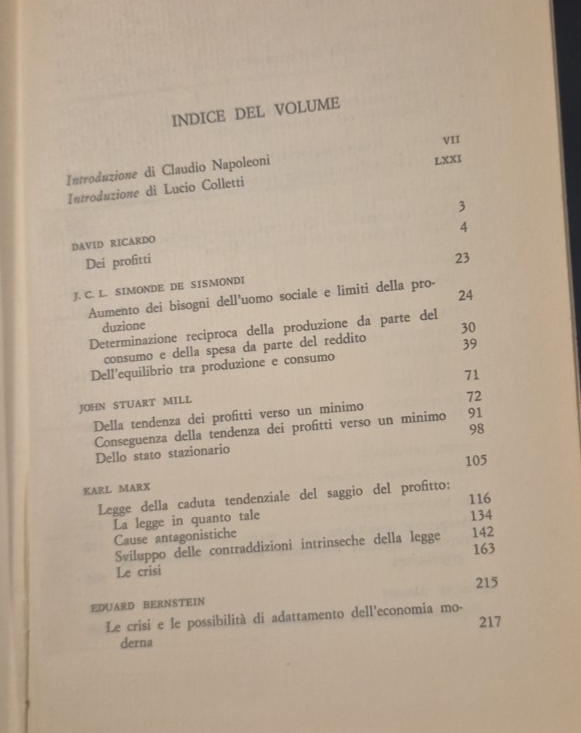 INDICE DEL VOLUME
Introduzione di Claudio Napoleoni VII
Introduzione di Lucio Colletti LXXI
DAVID RICARDO 3
Dei profitti 4
J. C. L. SIMONDE DE SISMONDI 23
Aumento dei bisogni dell'uomo sociale e limiti della pro-
duzione 24
Determinazione reciproca della produzione da parte del
consumo e della spesa da parte del reddito 30
Dell'equilibrio tra produzione e consumo 39
JOHN STUART MILL 71
Della tendenza dei profitti verso un minimo 72
Conseguenza della tendenza dei profitti verso un minimo 91
Dello stato stazionario 98
KARL MARX 105
Legge della caduta tendenziale del saggio del profitto:
La legge in quanto tale 116
Cause antagonistiche 134
Sviluppo delle contraddizioni intrinseche della legge 142
Le crisi 163
EDUARD BERNSTEIN 215
Le crisi e le possibilità di adattamento dell'economia mo-
derna 217